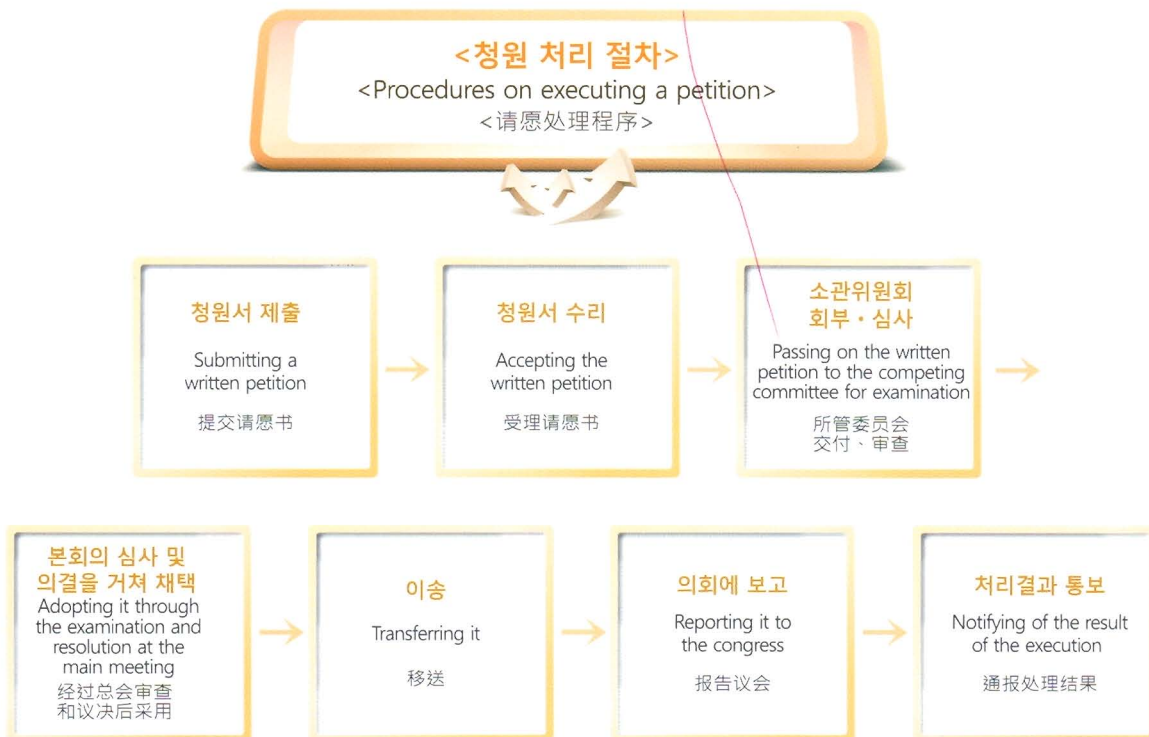 <청원 처리 절차>
<Procedures on executing a petition>
<请愿处理程序>
청원서 제출
Submitting a
written petition
提交请愿书
청원서 수리
Accepting the
written petition
受理请愿书
소관위원회
회부・심사
Passing on the written
petition to the competing
committee for examination
所管委员会
交付、审查
본회의 심사 및
의결을 거쳐 채택
Adopting it through
the examination and
resolution at the
main meeting
经过总会审查
和议决后采用
이송
Transferring it
移送
의회에 보고
Reporting it to
the congress
报告议会
처리결과 통보
Notifying of the result
of the execution
通报处理结果